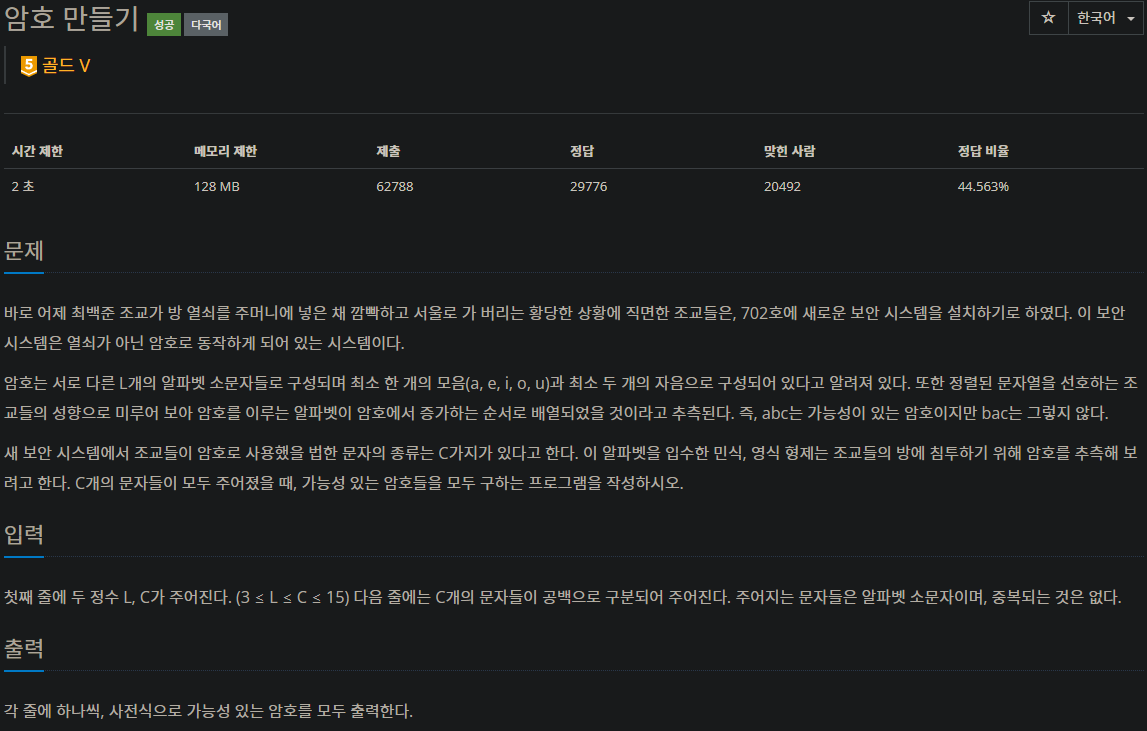 암호 만들기 성공 다국어
☆ 한국어
5 골드 V
시간 제한 메모리 제한 제출 정답 맞힌 사람 정답 비율
2 초 128 MB 62788 29776 20492 44.563%
문제
바로 어제 최백준 조교가 방 열쇠를 주머니에 넣은 채 깜빡하고 서울로 가 버리는 황당한 상황에 직면한 조교들은, 702호에 새로운 보안 시스템을 설치하기로 하였다. 이 보안
시스템은 열쇠가 아닌 암호로 동작하게 되어 있는 시스템이다.
암호는 서로 다른 L개의 알파벳 소문자들로 구성되며 최소 한 개의 모음(a, e, i, o, u)과 최소 두 개의 자음으로 구성되어 있다고 알려져 있다. 또한 정렬된 문자열을 선호하는 조
교들의 성향으로 미루어 보아 암호를 이루는 알파벳이 암호에서 증가하는 순서로 배열되었을 것이라고 추측된다. 즉, abc는 가능성이 있는 암호이지만 bac는 그렇지 않다.
새 보안 시스템에서 조교들이 암호로 사용했을 법한 문자의 종류는 C가지가 있다고 한다. 이 알파벳을 입수한 민식, 영식 형제는 조교들의 방에 침투하기 위해 암호를 추측해 보
려고 한다. C개의 문자들이 모두 주어졌을 때, 가능성 있는 암호들을 모두 구하는 프로그램을 작성하시오.
입력
첫째 줄에 두 정수 L, C가 주어진다. (3 ≤ L ≤ C ≤ 15) 다음 줄에는 C개의 문자들이 공백으로 구분되어 주어진다. 주어지는 문자들은 알파벳 소문자이며, 중복되는 것은 없다.
출력
각 줄에 하나씩, 사전식으로 가능성 있는 암호를 모두 출력한다.